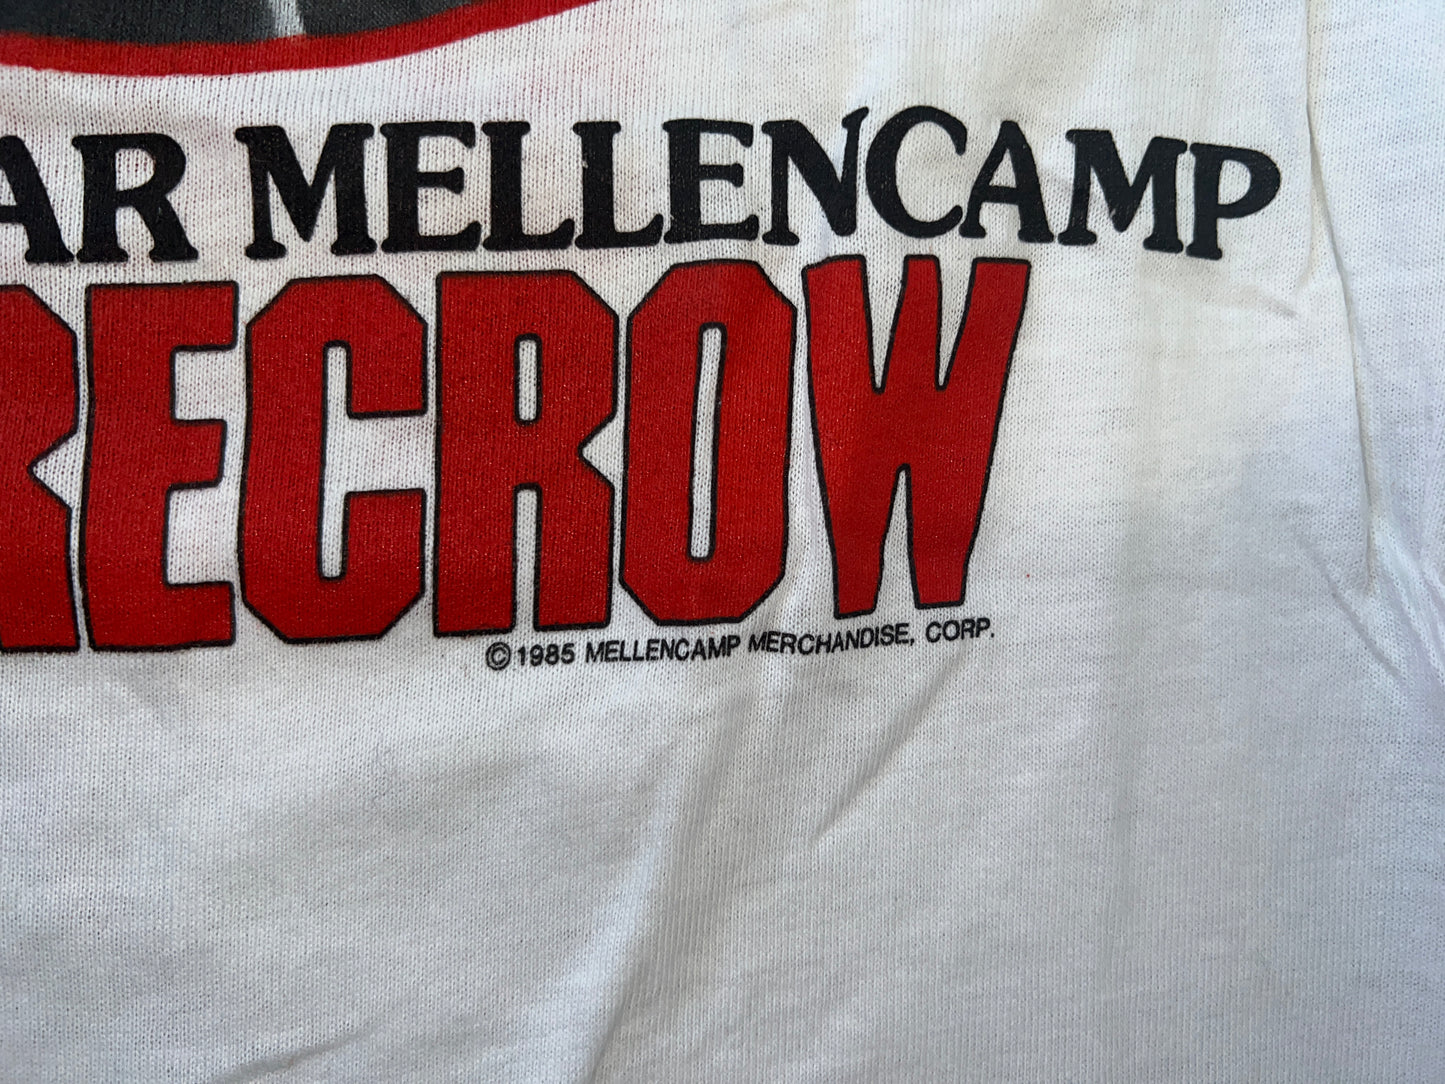 AR MELLENCAMP
RECROW
© 1985 MELLENCAMP MERCHANDISE, CORP.